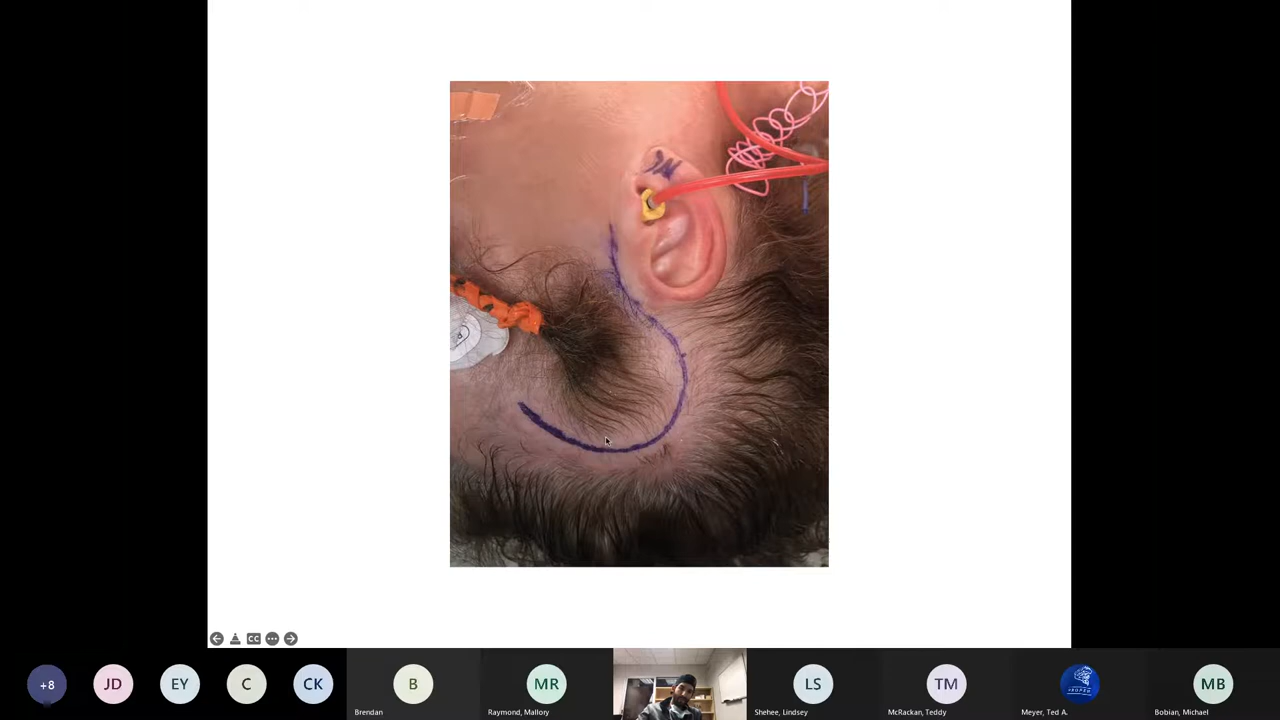 CC
+8
JD
EY
C
CK
B
MR
LS
TM
MB
Brendan
Raymond, Mallory
Shehee, Lindsey
McRackan, Teddy
Meyer, Ted A.
Bobian, Michael